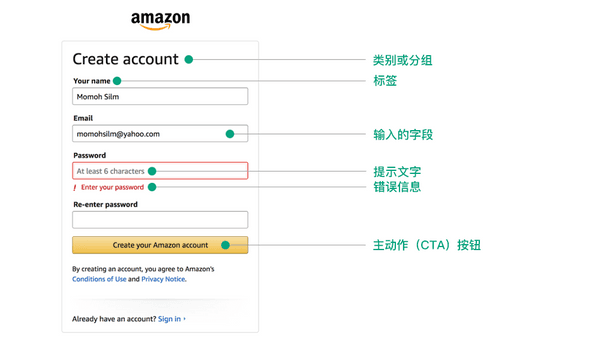 amazon
Create account
类别或分组
Your name
标签
Momoh Silm
Email
momohsilm@yahoo.com
输入的字段
Password
At least 6 characters
提示文字
! Enter your password
错误信息
Re-enter password
Create your Amazon account
主动作（CTA）按钮
By creating an account, you agree to Amazon's
Conditions of Use and Privacy Notice.
Already have an account? Sign in